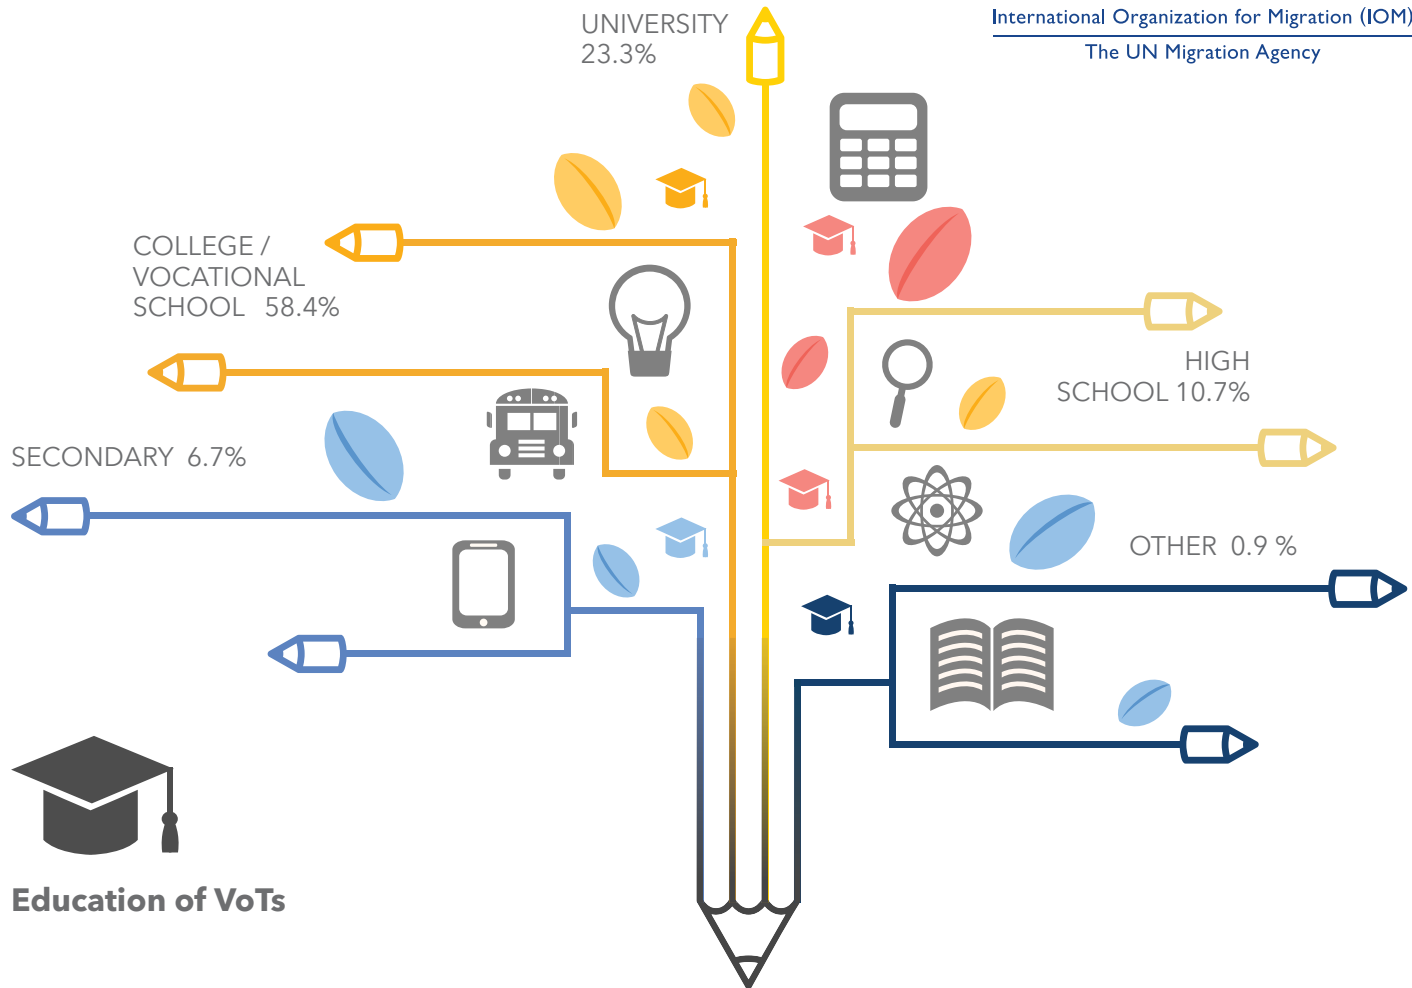 International Organization for Migration (IOM)
The UN Migration Agency
UNIVERSITY
23.3%
COLLEGE /
VOCATIONAL
SCHOOL 58.4%
HIGH
SCHOOL 10.7%
SECONDARY 6.7%
OTHER 0.9 %
Education of VoTs